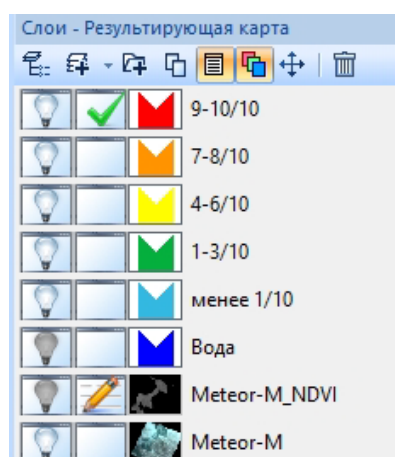 Слои - Результирующая карта
9-10/10
7-8/10
4-6/10
1-3/10
менее 1/10
Вода
Meteor-M_NDVI
Meteor-M